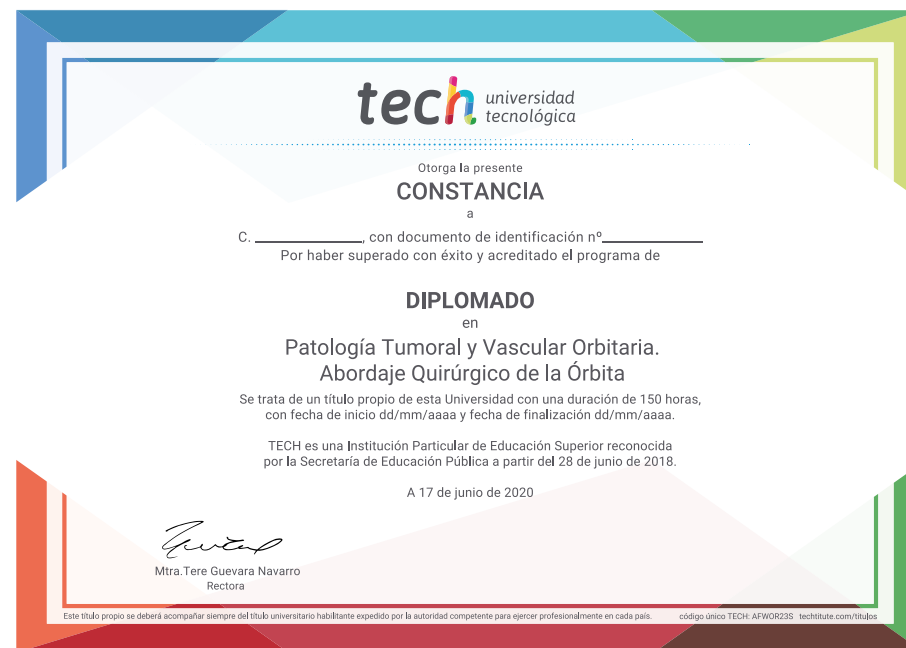 tech universidad
tecnológica
Otorga la presente
CONSTANCIA
a
C. ____________, con documento de identificación nº____________
Por haber superado con éxito y acreditado el programa de
DIPLOMADO
en
Patología Tumoral y Vascular Orbitaria.
Abordaje Quirúrgico de la Órbita
Se trata de un título propio de esta Universidad con una duración de 150 horas,
con fecha de inicio dd/mm/aaaa y fecha de finalización dd/mm/aaaa.
TECH es una Institución Particular de Educación Superior reconocida
por la Secretaría de Educación Pública a partir del 28 de junio de 2018.
A 17 de junio de 2020
Mtra.Tere Guevara Navarro
Rectora
Este título propio se deberá acompañar siempre del título universitario habilitante expedido por la autoridad competente para ejercer profesionalmente en cada país. código único TECH: AFWOR23S techtitute.com/titulos